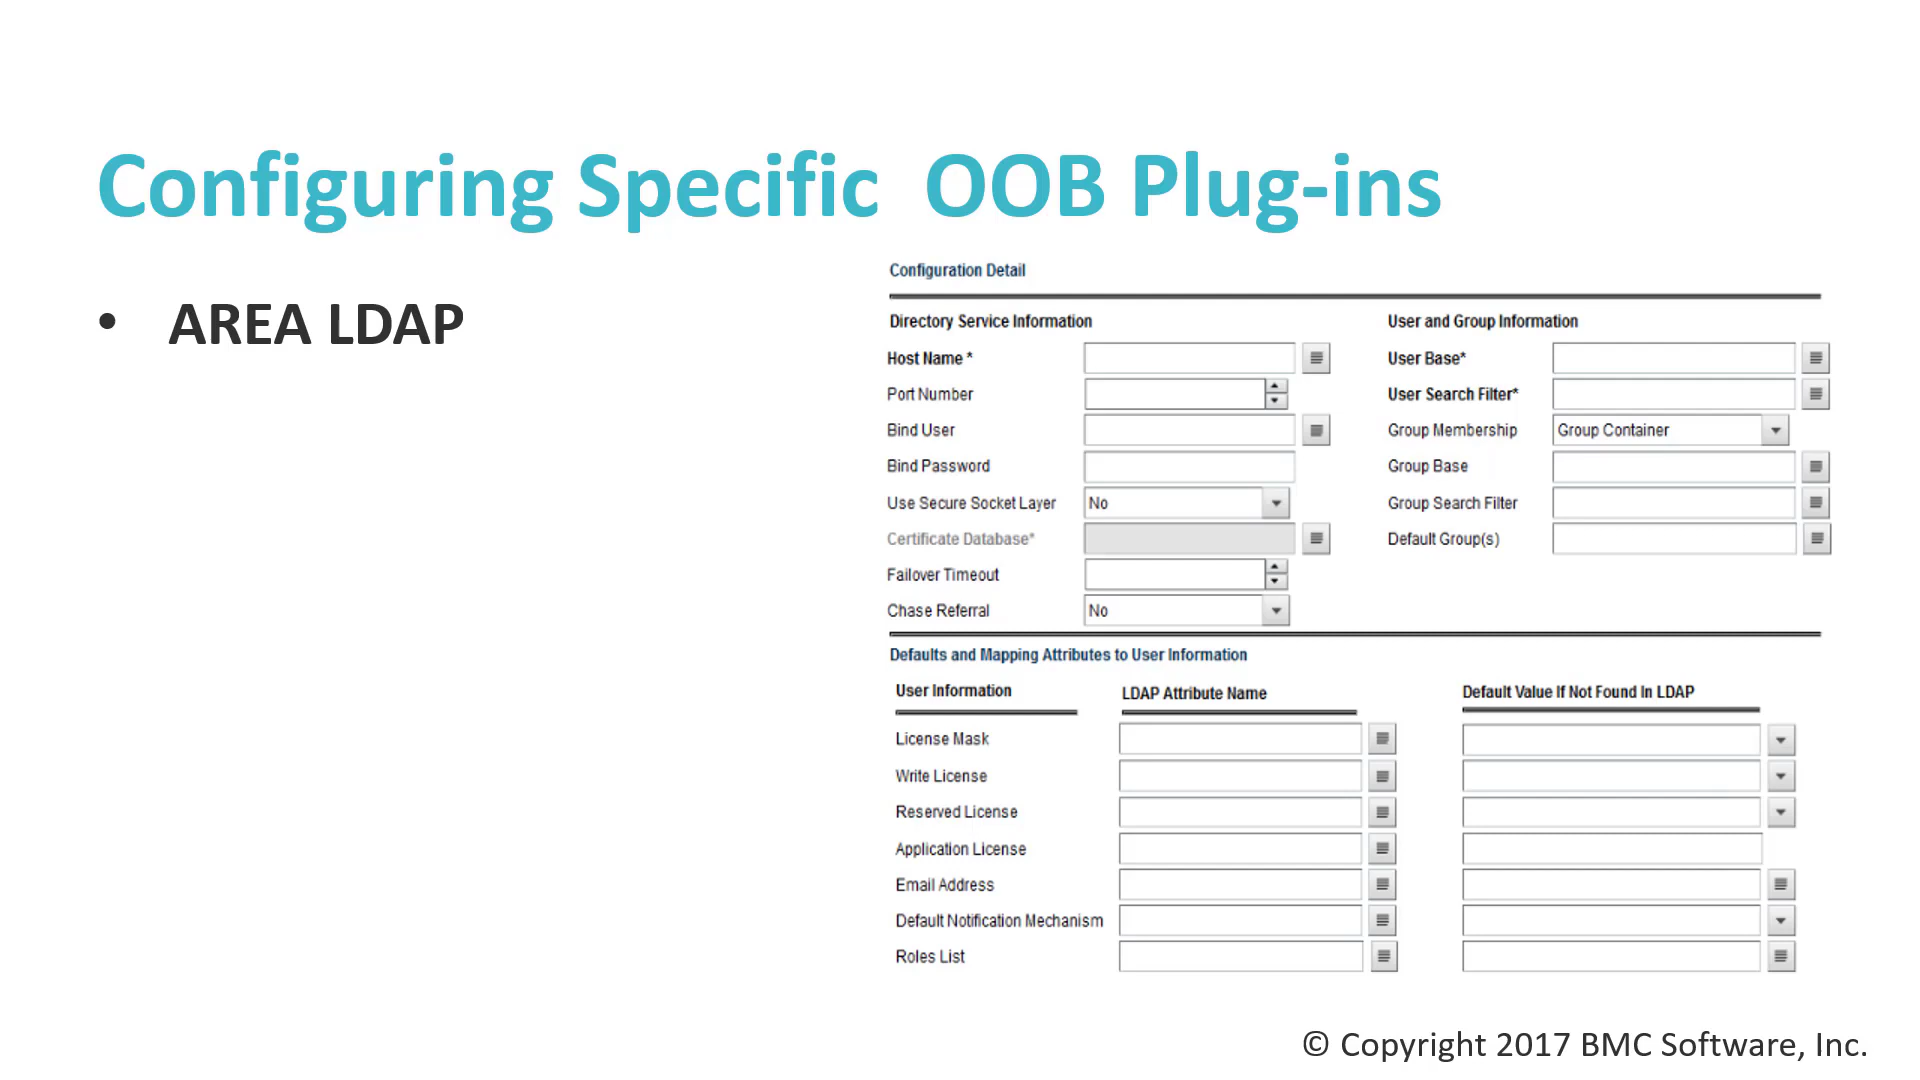 Configuring Specific  OOB Plug-ins
• AREA LDAP
Configuration Detail
Directory Service Information
Host Name *
Port Number
Bind User
Bind Password
Use Secure Socket Layer No
Certificate Database*
Failover Timeout
Chase Referral No
User and Group Information
User Base*
User Search Filter*
Group Membership Group Container
Group Base
Group Search Filter
Default Group(s)
Defaults and Mapping Attributes to User Information
User Information LDAP Attribute Name Default Value If Not Found In LDAP
License Mask
Write License
Reserved License
Application License
Email Address
Default Notification Mechanism
Roles List
© Copyright 2017 BMC Software, Inc.